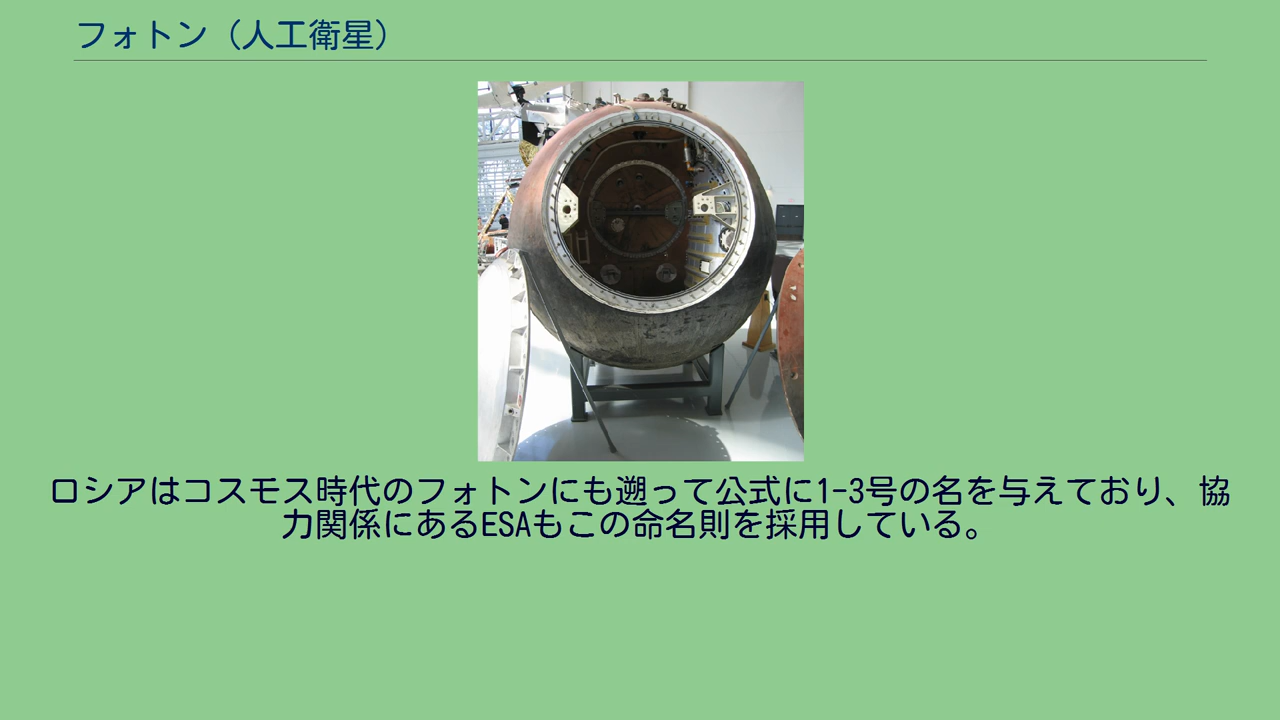 フォトン（人工衛星）
ロシアはコスモス時代のフォトンにも遡って公式に1-3号の名を与えており、協
力関係にあるESAもこの命名則を採用している。